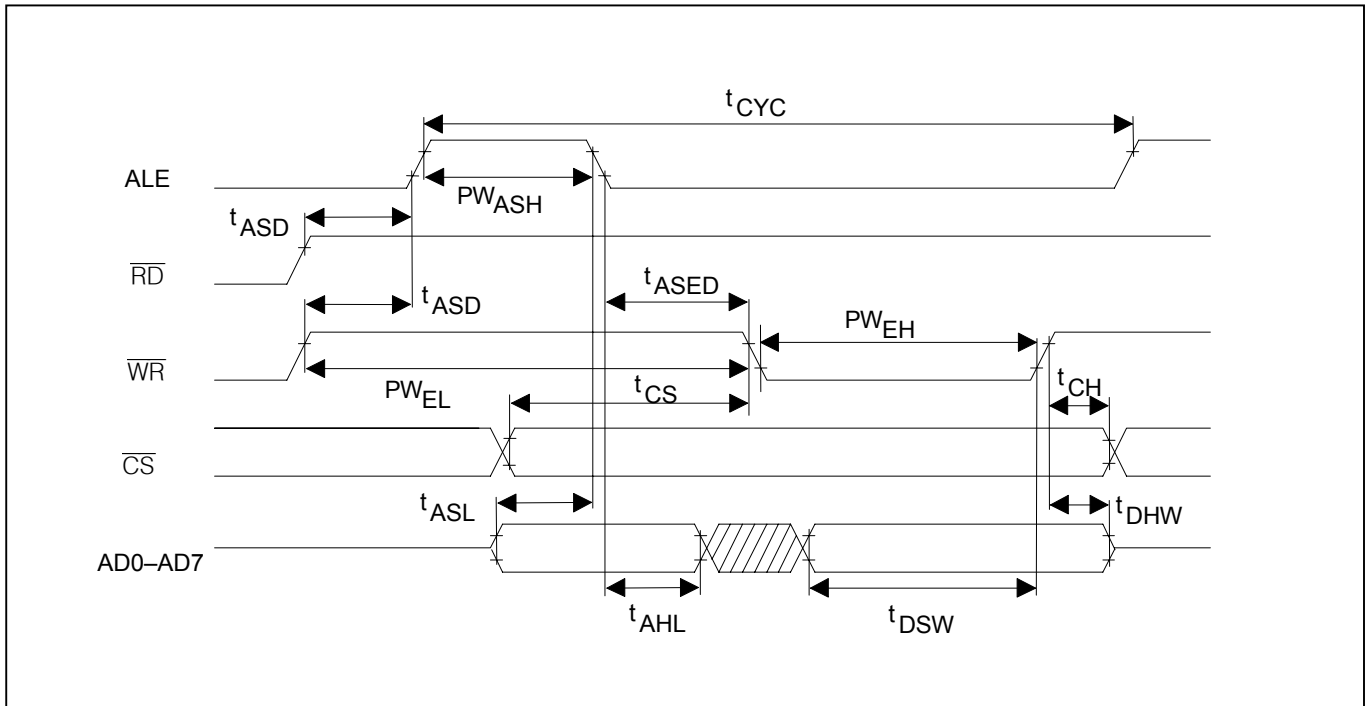 tCYC
ALE
PWASH
tASD
RD
tASED
tASD
PWEH
WR
PWEL
tCS
tCH
CS
tASL
tDHW
AD0–AD7
tAHL
tDSW